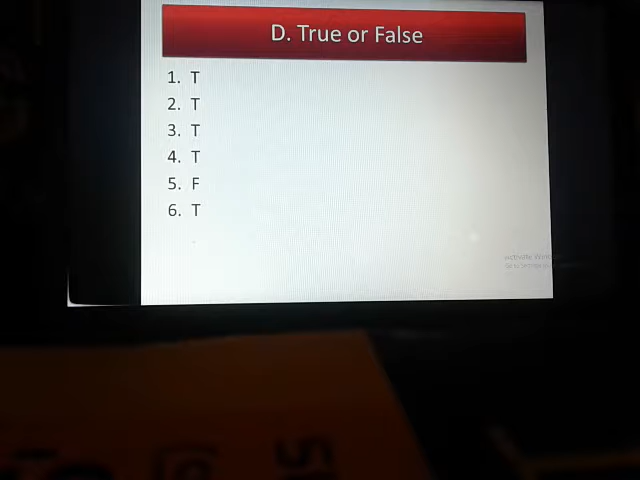 D. True or False
1. T
2. T
3. T
4. T
5. F
6. T